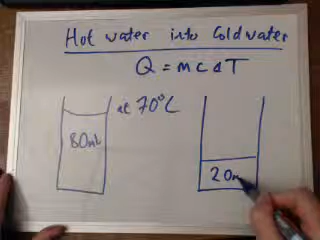 Hot water into Cold water
Q = mcΔT
at 70°C
80mL
20m